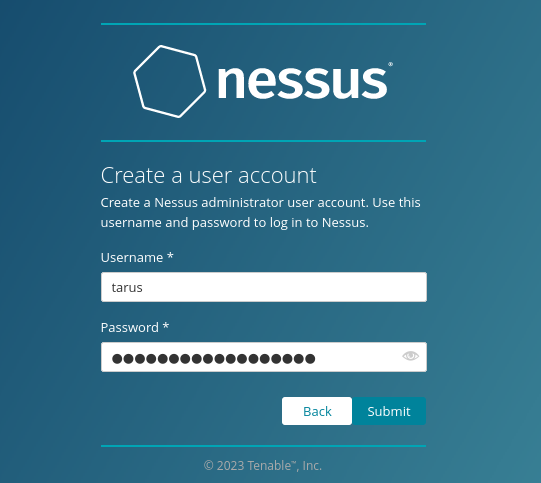 nessus®
Create a user account
Create a Nessus administrator user account. Use this
username and password to log in to Nessus.
Username *
tarus
Password *
●●●●●●●●●●●●●●●●●●
Back Submit
© 2023 Tenable™, Inc.